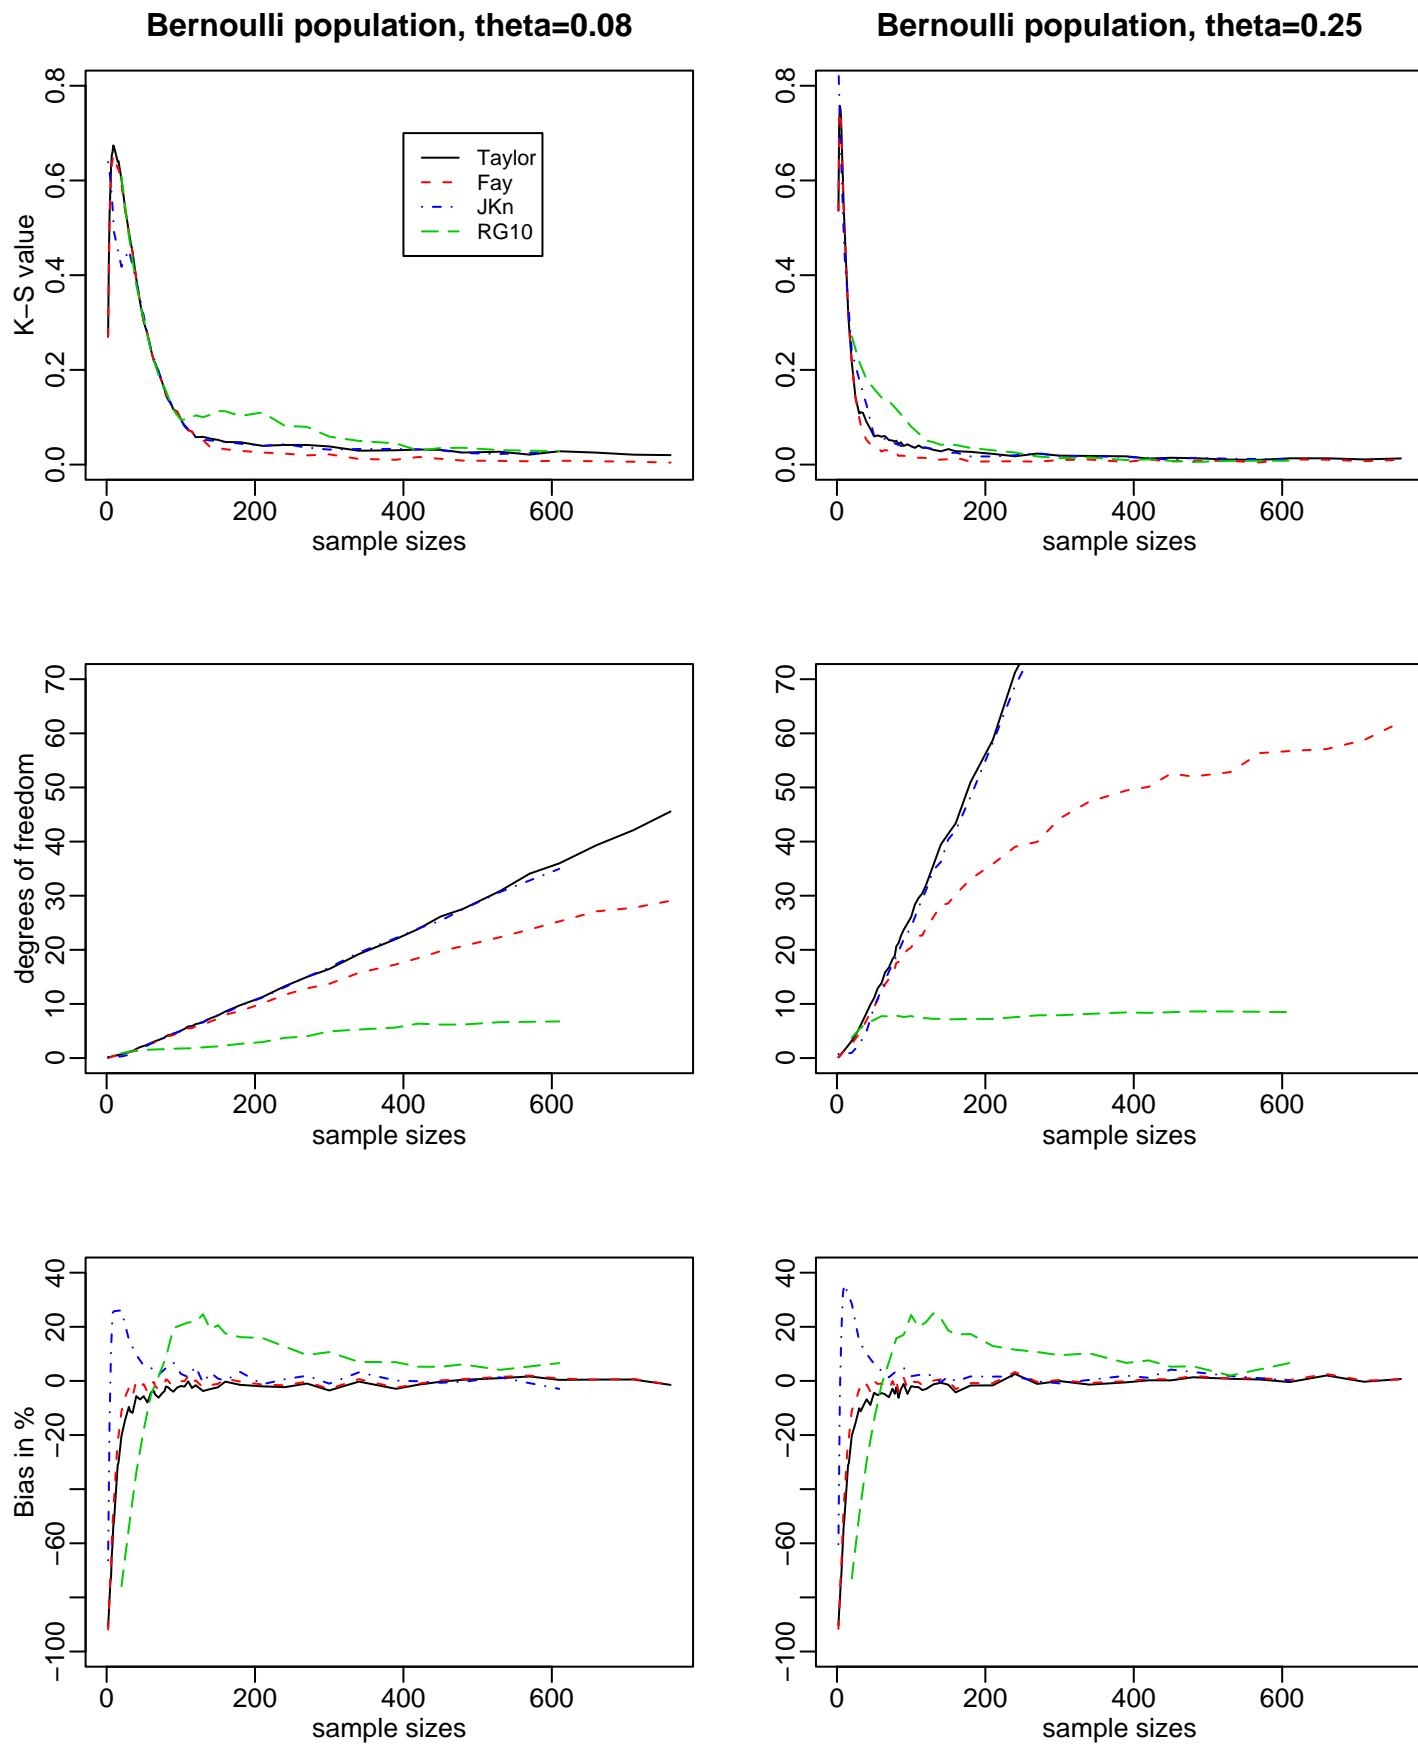 Bernoulli population, theta=0.08
Bernoulli population, theta=0.25
K−S value
0.0 0.2 0.4 0.6 0.8
Taylor
Fay
JKn
RG10
0 200 400 600
sample sizes
0.0 0.2 0.4 0.6 0.8
0 200 400 600
sample sizes
degrees of freedom
0 10 20 30 40 50 60 70
0 200 400 600
sample sizes
0 10 20 30 40 50 60 70
0 200 400 600
sample sizes
Bias in %
−100 −60 −20 0 20 40
0 200 400 600
sample sizes
−100 −60 −20 0 20 40
0 200 400 600
sample sizes